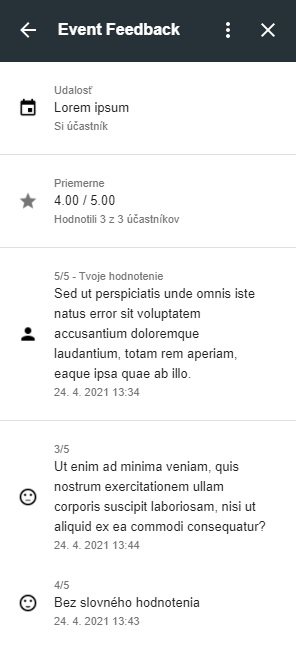 Event Feedback
Udalosť
Lorem ipsum
Si účastník
Priemerne
4.00 / 5.00
Hodnotili 3 z 3 účastníkov
5/5 - Tvoje hodnotenie
Sed ut perspiciatis unde omnis iste
natus error sit voluptatem
accusantium doloremque
laudantium, totam rem aperiam,
eaque ipsa quae ab illo.
24. 4. 2021 13:34
3/5
Ut enim ad minima veniam, quis
nostrum exercitationem ullam
corporis suscipit laboriosam, nisi ut
aliquid ex ea commodi consequatur?
24. 4. 2021 13:44
4/5
Bez slovného hodnotenia
24. 4. 2021 13:43